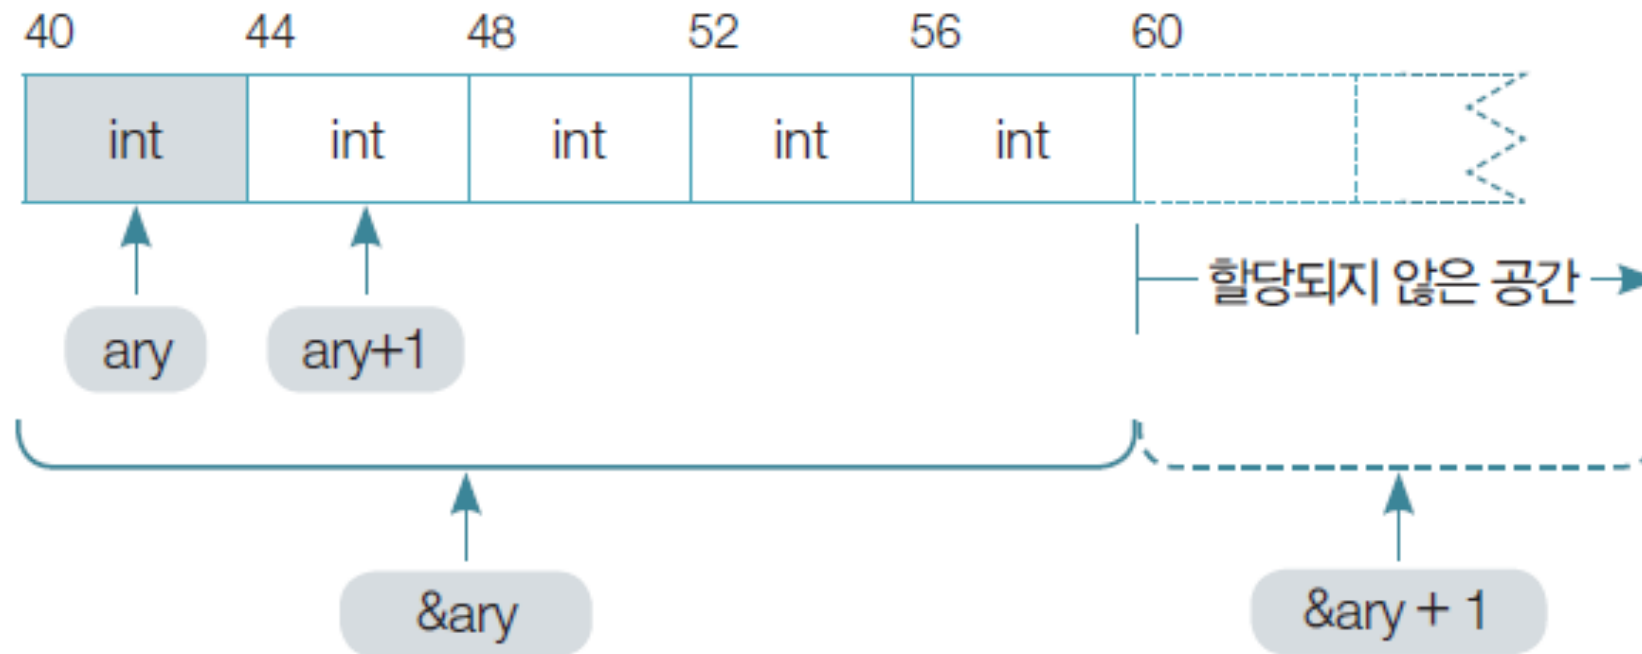 40 44 48 52 56 60
int int int int int
할당되지 않은 공간
ary ary+1
&ary &ary + 1